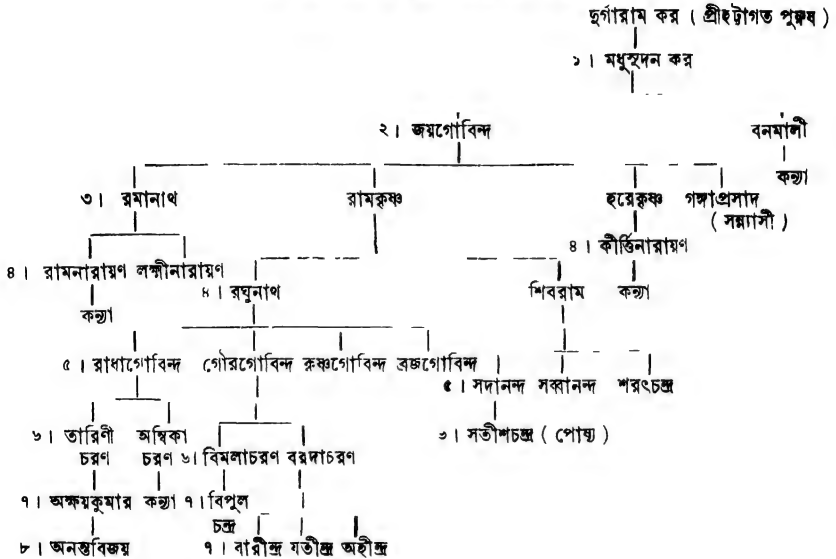 দুর্গারাম কর ( শ্রীহট্টাগত পুরুষ )
১। মধুসূদন কর
২। জয়গোবিন্দ বনমালী
কন্যা
৩। রমানাথ রামকৃষ্ণ হরেকৃষ্ণ গঙ্গাপ্রসাদ
( সন্ন্যাসী )
৪। কীর্ত্তিনারায়ণ
৪। রামনারায়ণ লক্ষ্মীনারায়ণ
৪। রঘুনাথ শিবরাম কন্যা
কন্যা
৫। রাধাগোবিন্দ গৌরগোবিন্দ কৃষ্ণগোবিন্দ ব্রজগোবিন্দ
৫। সদানন্দ সর্বানন্দ শরৎচন্দ্র
৬। তারিণী অম্বিকা ৬। সতীশচন্দ্র ( পোষ্য )
চরণ চরণ ৬। বিমলাচরণ বরদাচরণ
৭। অক্ষয়কুমার কন্যা ৭। বিপুল
চন্দ্র
৮। অনন্তবিজয় ৭। বারীন্দ্র যতীন্দ্র অহীন্দ্র